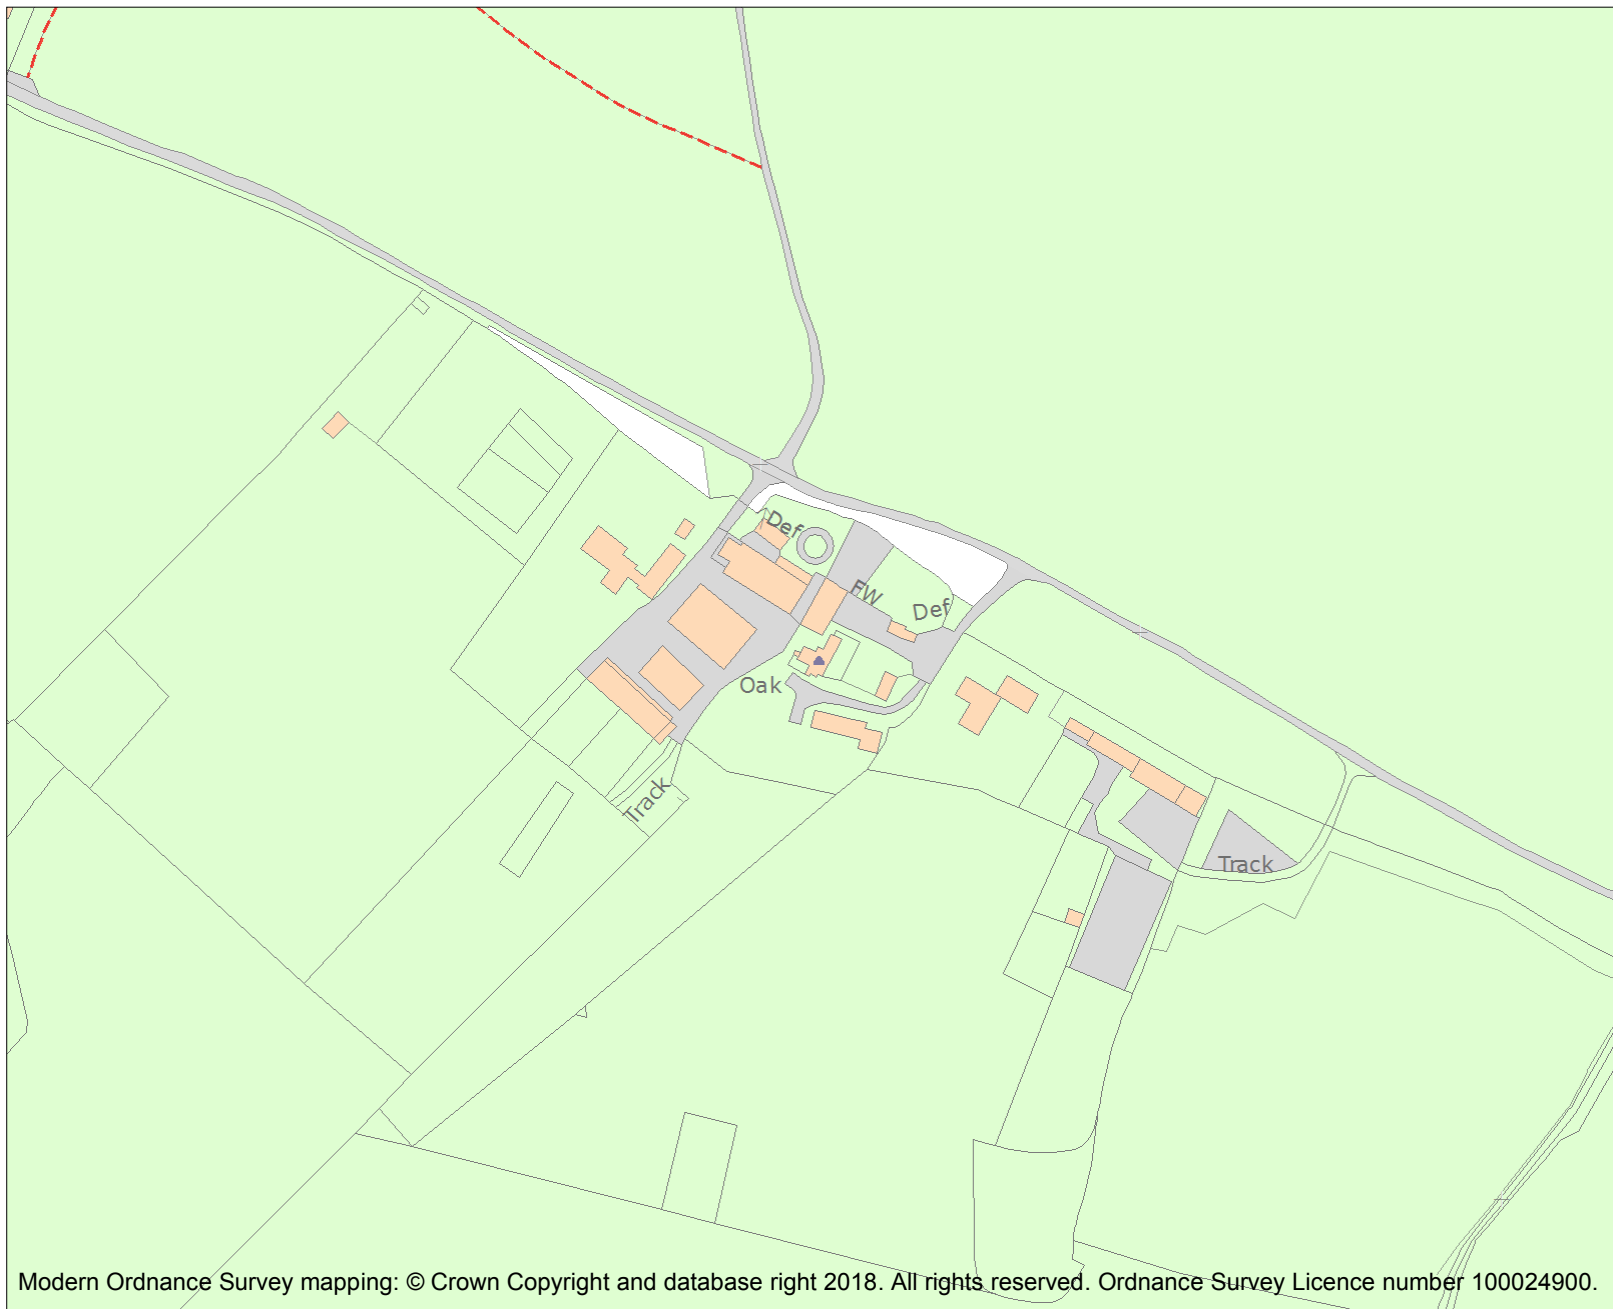 Def
FW
Def
Oak
Track
Track
Modern Ordnance Survey mapping: © Crown Copyright and database right 2018. All rights reserved. Ordnance Survey Licence number 100024900.